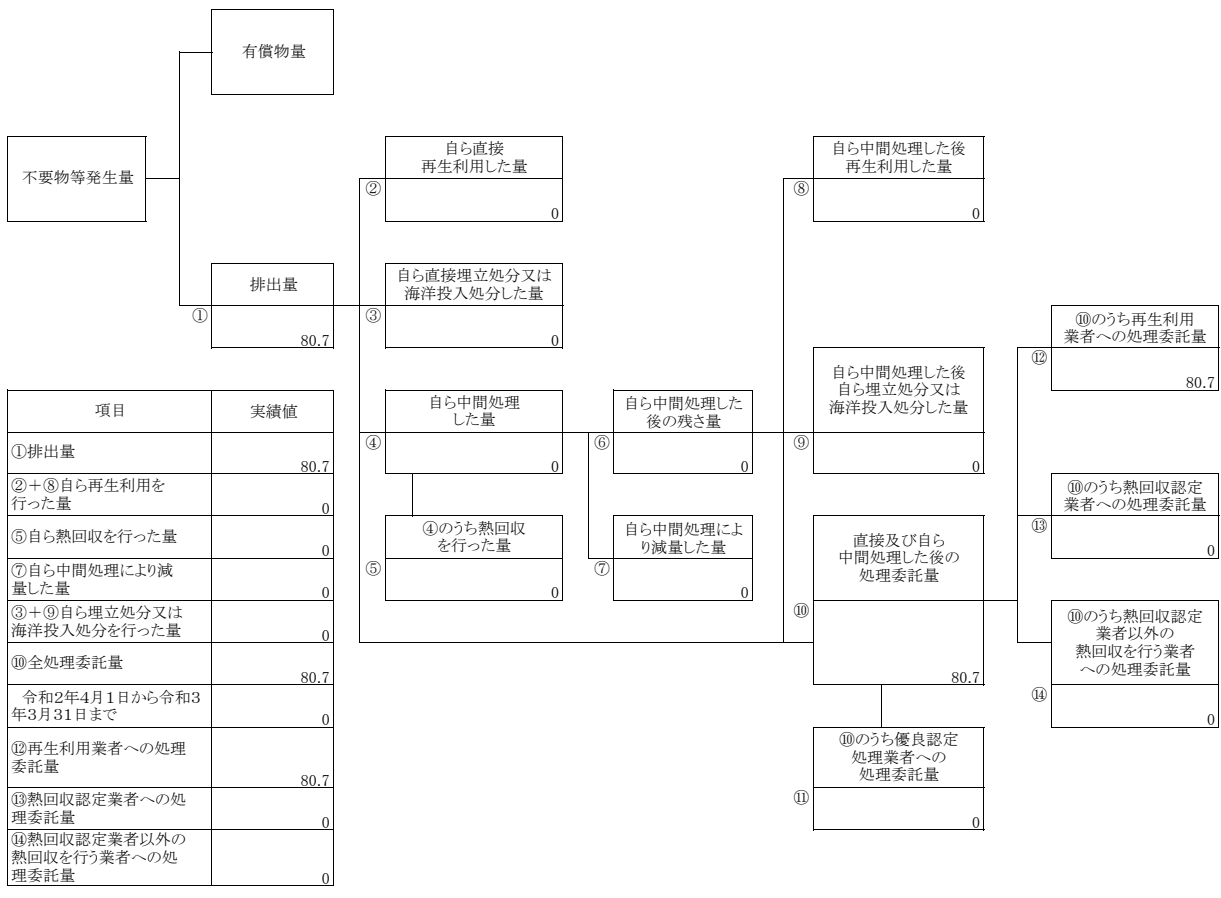 有償物量
不要物等発生量
排出量
①
80.7
自ら直接
再生利用した量
②
0
自ら直接埋立処分又は
海洋投入処分した量
③
0
自ら中間処理
した量
④
0
④のうち熱回収
を行った量
⑤
0
自ら中間処理した
後の残さ量
⑥
0
自ら中間処理によ
り減量した量
⑦
0
自ら中間処理した後
再生利用した量
⑧
0
自ら中間処理した後
自ら埋立処分又は
海洋投入処分した量
⑨
0
直接及び自ら
中間処理した後の
処理委託量
⑩
80.7
⑩のうち優良認定
処理業者への
処理委託量
⑪
0
⑩のうち再生利用
業者への処理委託量
⑫
80.7
⑩のうち熱回収認定
業者への処理委託量
⑬
0
⑩のうち熱回収認定
業者以外の
熱回収を行う業者
への処理委託量
⑭
0
項目 実績値
①排出量
80.7
②＋⑧自ら再生利用を
行った量
0
⑤自ら熱回収を行った量
0
⑦自ら中間処理により減
量した量
0
③＋⑨自ら埋立処分又は
海洋投入処分を行った量
0
⑩全処理委託量
80.7
令和2年4月1日から令和3
年3月31日まで
0
⑫再生利用業者への処理
委託量
80.7
⑬熱回収認定業者への処
理委託量
0
⑭熱回収認定業者以外の
熱回収を行う業者への処
理委託量
0